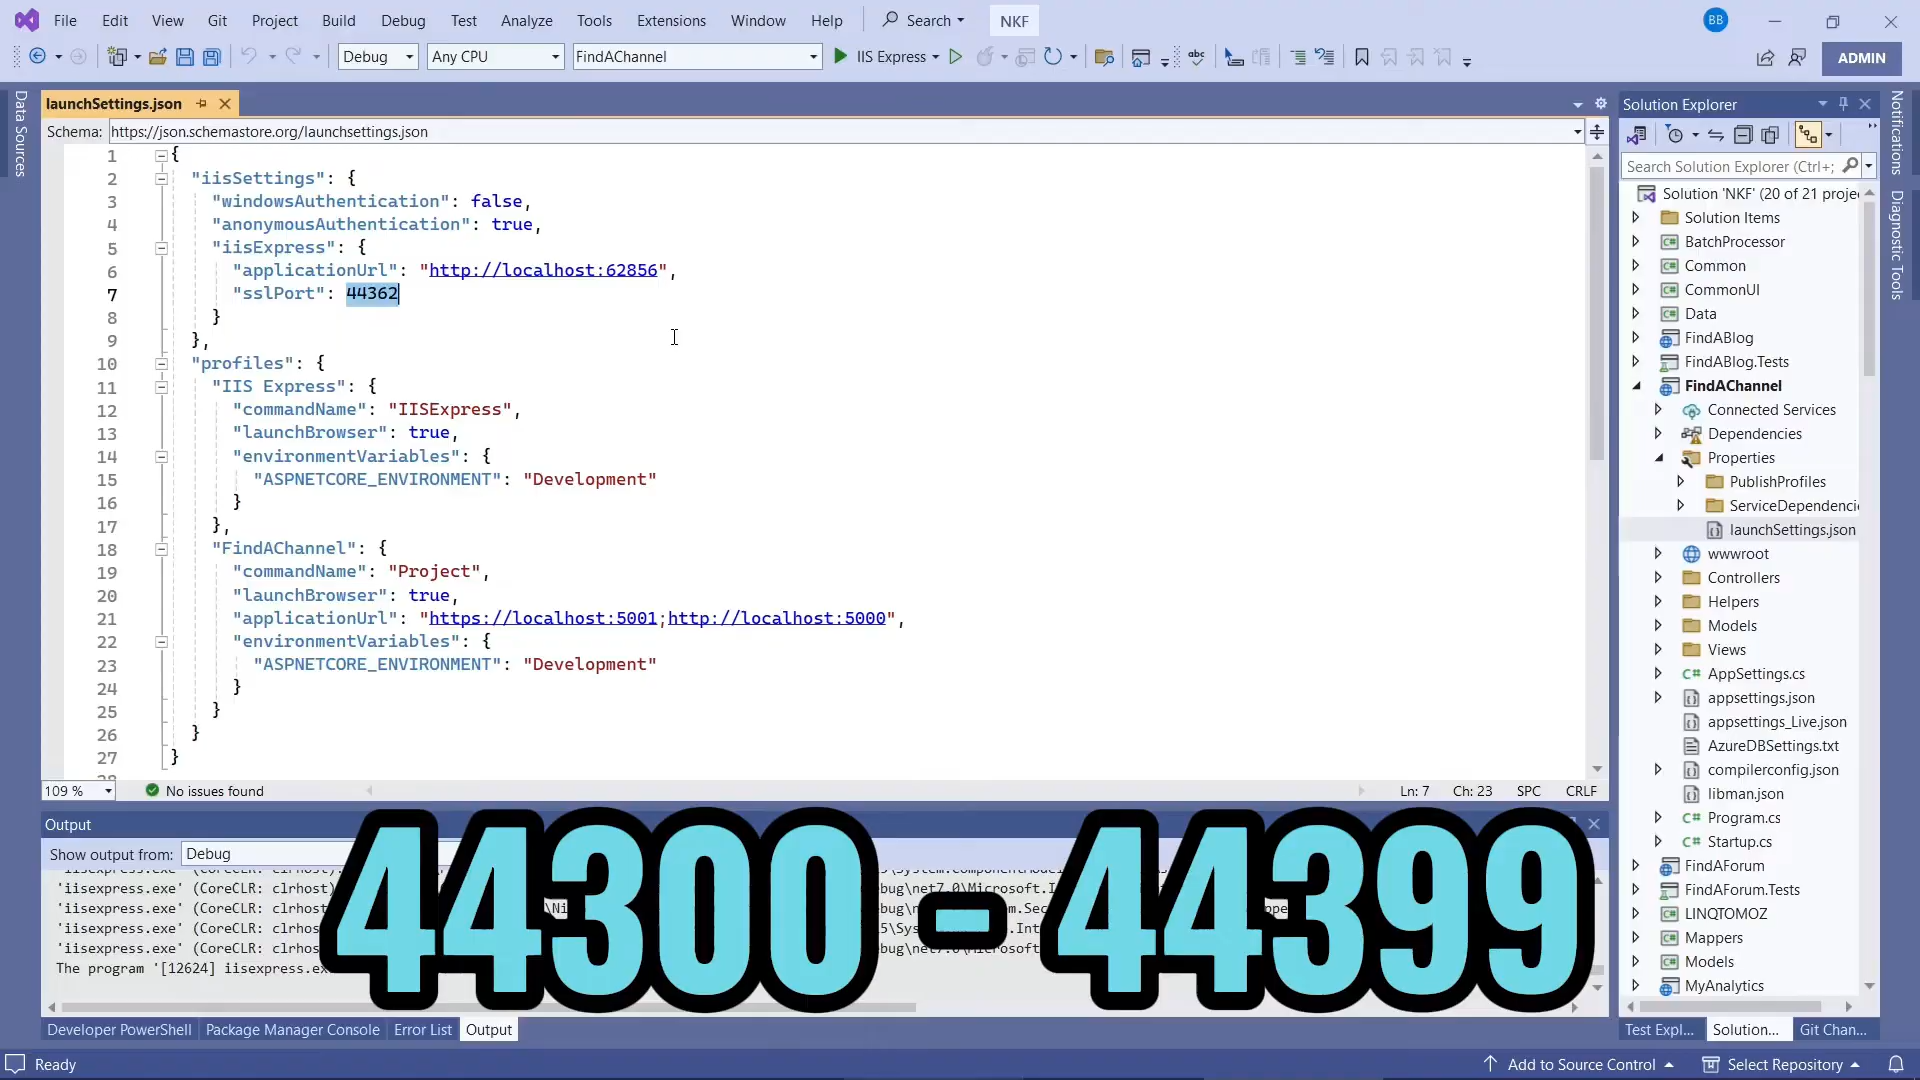 File Edit View Git Project Build Debug Test Analyze Tools Extensions Window Help Search NKF BB
Debug Any CPU FindAChannel IIS Express ADMIN
Data Sources
launchSettings.json
Schema: https://json.schemastore.org/launchsettings.json
1 {
2 "iisSettings": {
3 "windowsAuthentication": false,
4 "anonymousAuthentication": true,
5 "iisExpress": {
6 "applicationUrl": "http://localhost:62856",
7 "sslPort": 44362
8 }
9 },
10 "profiles": {
11 "IIS Express": {
12 "commandName": "IISExpress",
13 "launchBrowser": true,
14 "environmentVariables": {
15 "ASPNETCORE_ENVIRONMENT": "Development"
16 }
17 },
18 "FindAChannel": {
19 "commandName": "Project",
20 "launchBrowser": true,
21 "applicationUrl": "https://localhost:5001;http://localhost:5000",
22 "environmentVariables": {
23 "ASPNETCORE_ENVIRONMENT": "Development"
24 }
25 }
26 }
27 }
109 % No issues found Ln: 7 Ch: 23 SPC CRLF
Output
Show output from: Debug
'iisexpress.exe' (CoreCLR: clrhost)
'iisexpress.exe' (CoreCLR: clrhost
'iisexpress.exe' (CoreCLR: clrhost
'iisexpress.exe' (CoreCLR: clrhost
The program '[12624] iisexpress.ex
44300 - 44399
Developer PowerShell Package Manager Console Error List Output
Solution Explorer
Search Solution Explorer (Ctrl+;
Solution 'NKF' (20 of 21 proje
Solution Items
BatchProcessor
Common
CommonUI
Data
FindABlog
FindABlog.Tests
FindAChannel
Connected Services
Dependencies
Properties
PublishProfiles
ServiceDependenci
launchSettings.json
wwwroot
Controllers
Helpers
Models
Views
AppSettings.cs
appsettings.json
appsettings_Live.json
AzureDBSettings.txt
compilerconfig.json
libman.json
Program.cs
Startup.cs
FindAForum
FindAForum.Tests
LINQTOMOZ
Mappers
Models
MyAnalytics
Test Expl... Solution... Git Chan...
Notifications
Diagnostic Tools
Ready Add to Source Control Select Repository